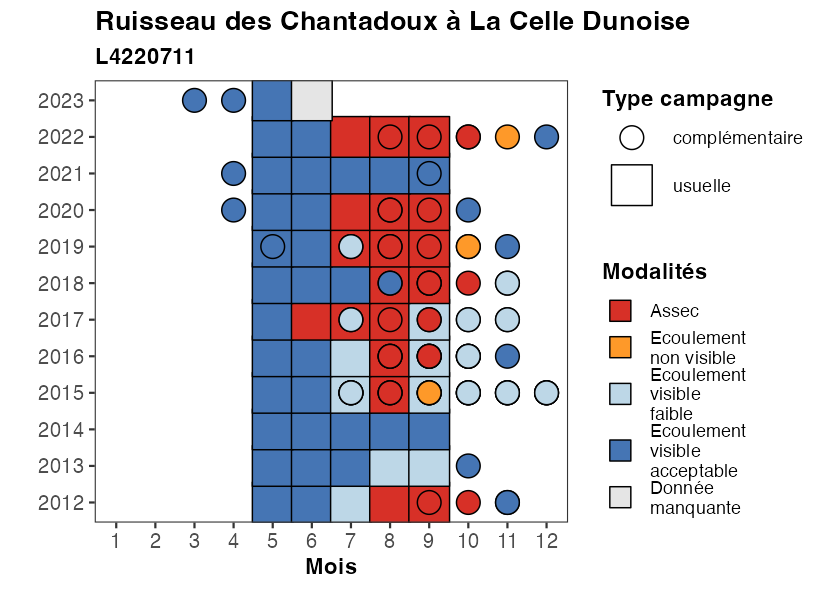 Ruisseau des Chantadoux à La Celle Dunoise
L4220711
2023
2022
2021
2020
2019
2018
2017
2016
2015
2014
2013
2012
1 2 3 4 5 6 7 8 9 10 11 12
Mois
Type campagne
complémentaire
usuelle
Modalités
Assec
Ecoulement
non visible
Ecoulement
visible
faible
Ecoulement
visible
acceptable
Donnée
manquante